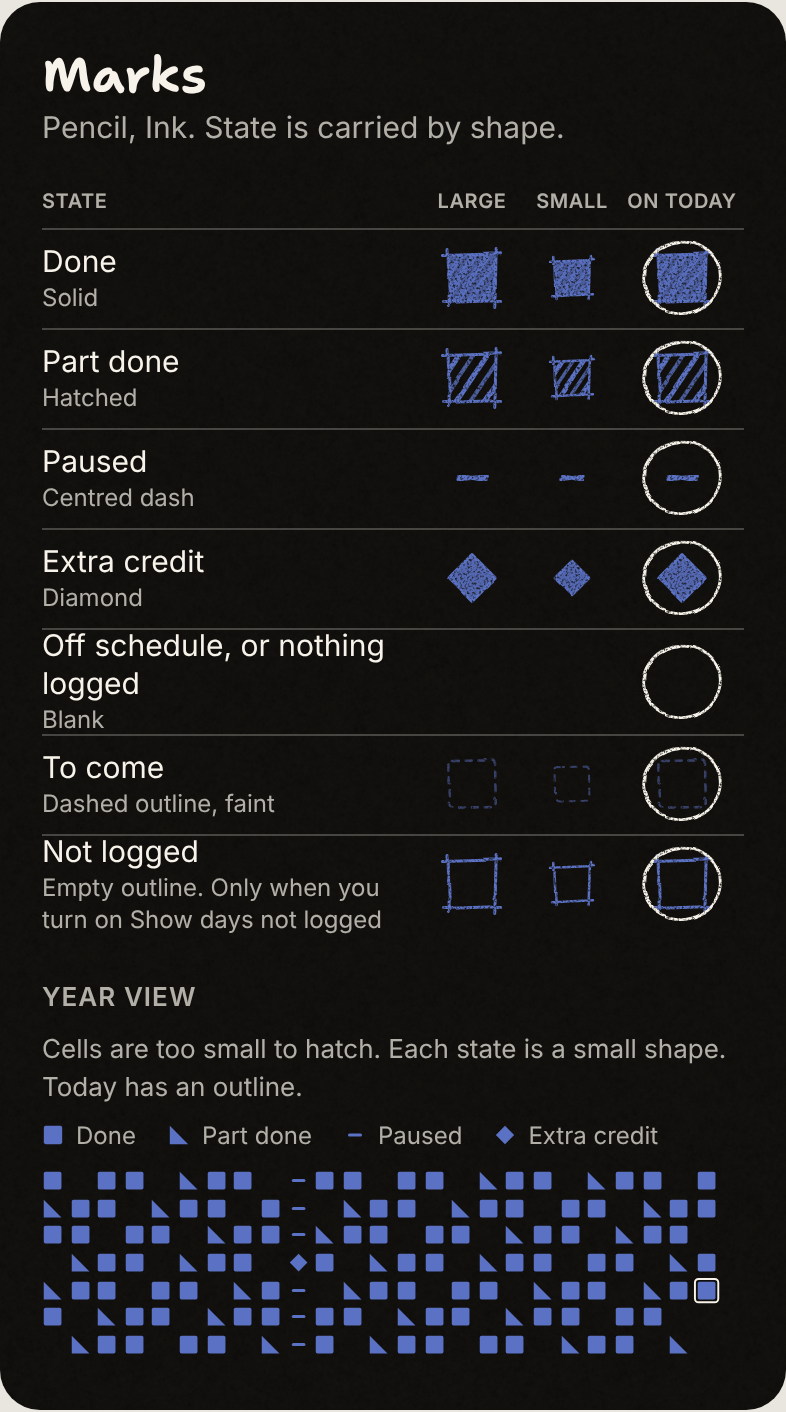 Marks
Pencil, Ink. State is carried by shape.
STATE LARGE SMALL ON TODAY
Done
Solid
Part done
Hatched
Paused
Centred dash
Extra credit
Diamond
Off schedule, or nothing
logged
Blank
To come
Dashed outline, faint
Not logged
Empty outline. Only when you
turn on Show days not logged
YEAR VIEW
Cells are too small to hatch. Each state is a small shape.
Today has an outline.
Done Part done Paused Extra credit